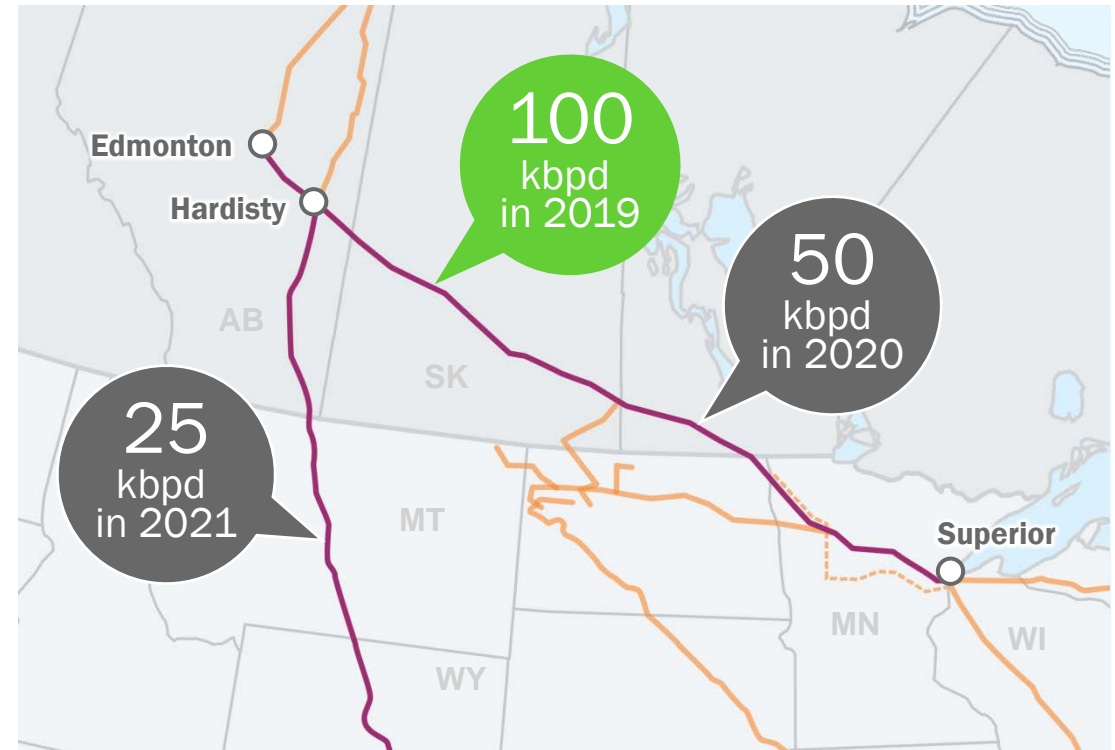 Edmonton
Hardisty
100
kbpd
in 2019
50
kbpd
in 2020
AB
SK
25
kbpd
in 2021
MT
Superior
MN
WI
WY